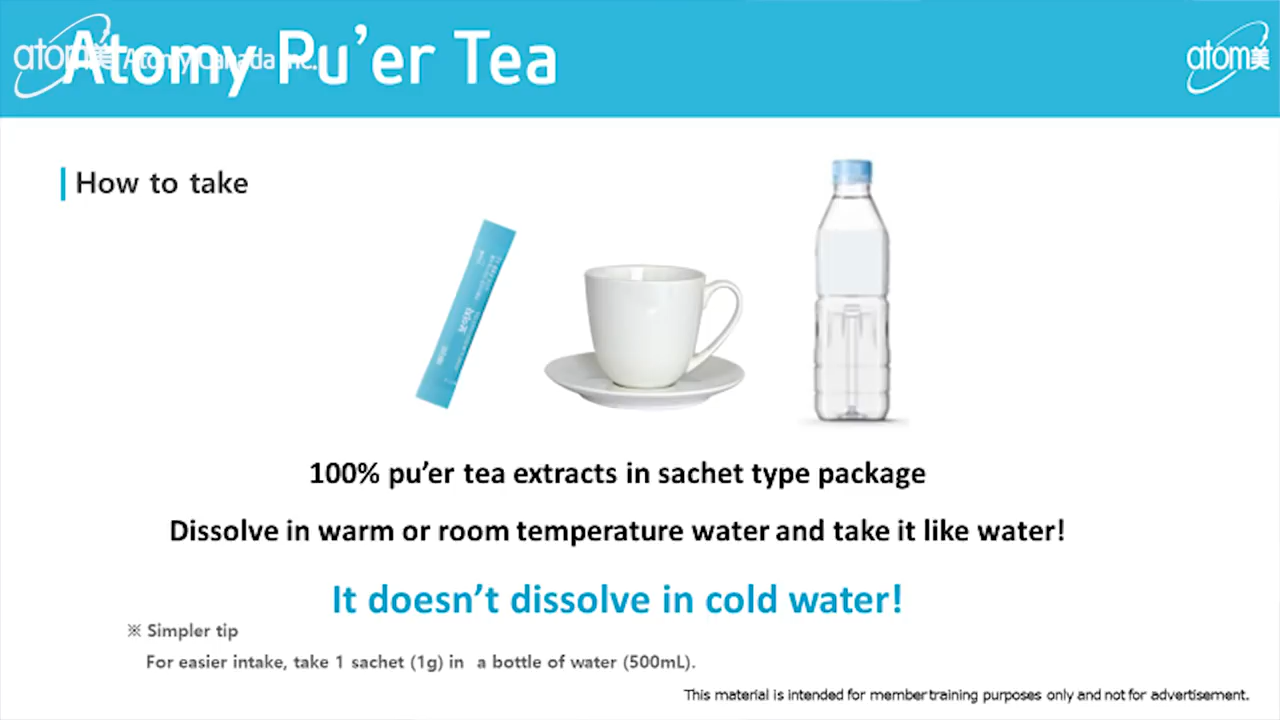 Atomy Pu’er Tea
atom美 Atomy Canada Inc.
atom美
How to take
보이차
100% pu’er tea extracts in sachet type package
Dissolve in warm or room temperature water and take it like water!
It doesn’t dissolve in cold water!
※ Simpler tip
For easier intake, take 1 sachet (1g) in a bottle of water (500mL).
This material is intended for member training purposes only and not for advertisement.